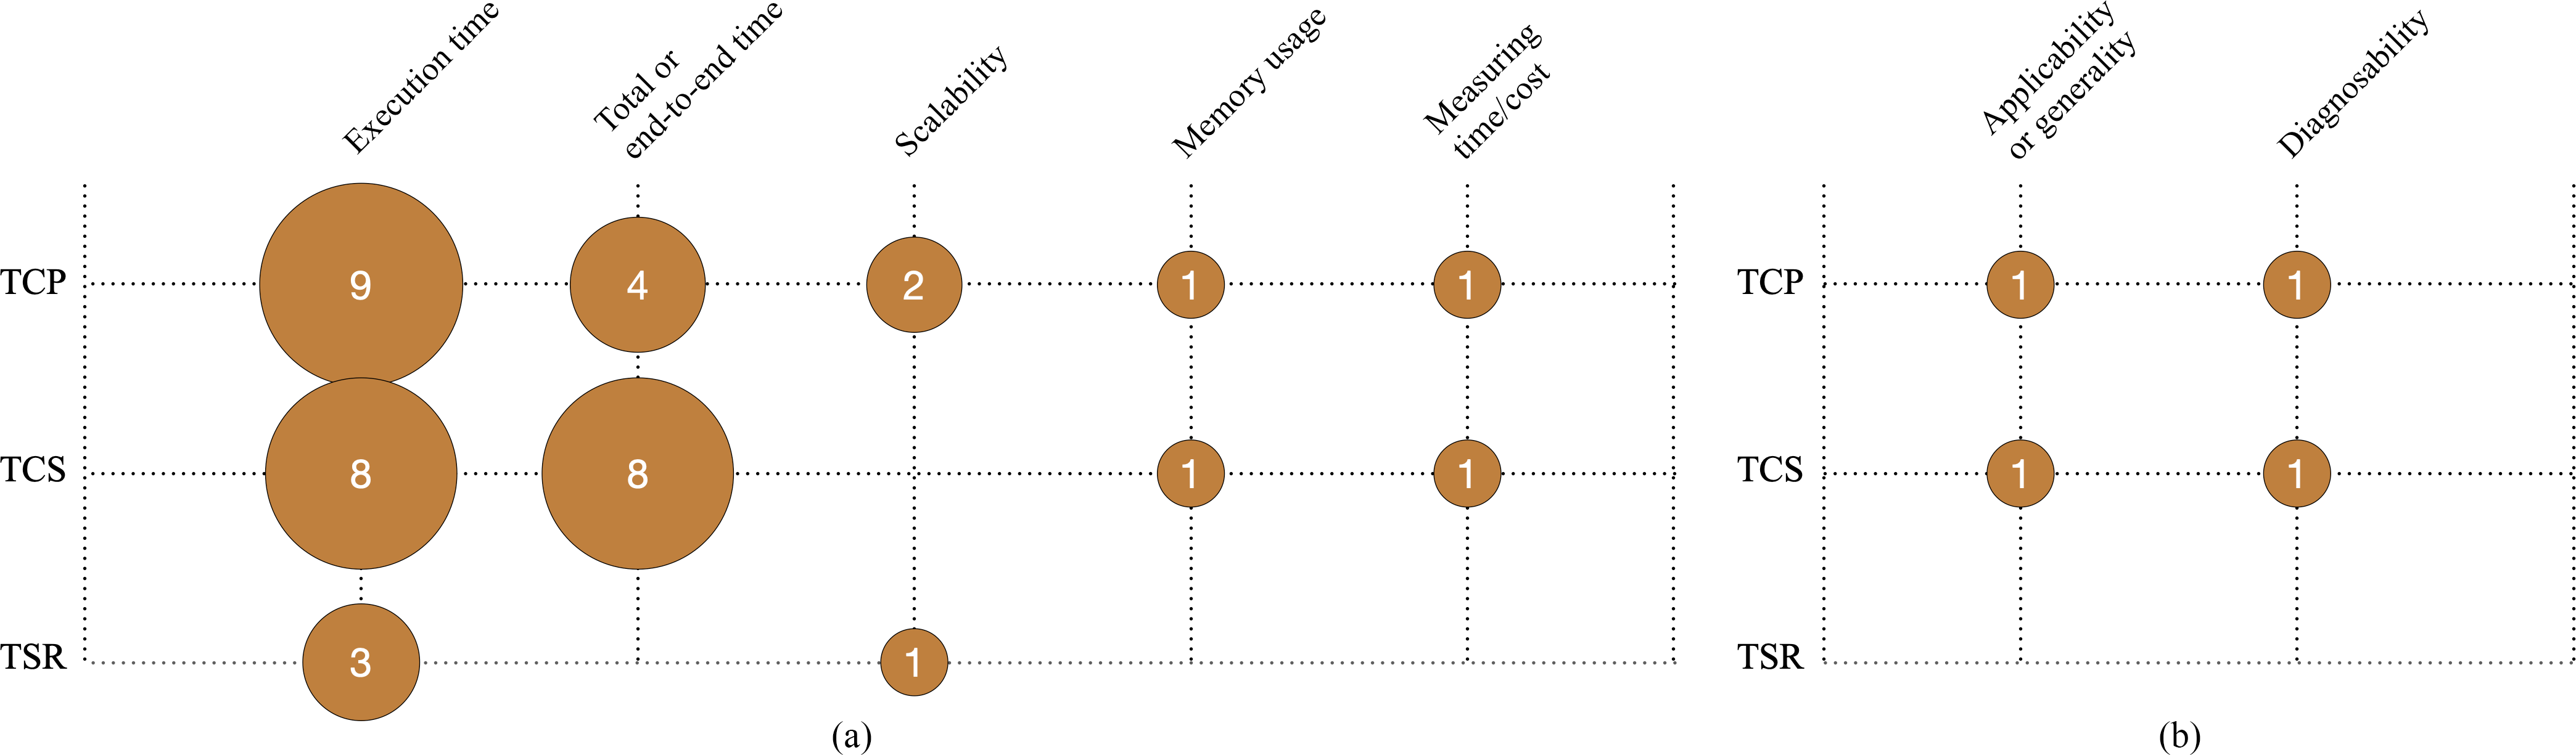 Execution time
Total or
end-to-end time
Scalability
Memory usage
Measuring
time/cost
Applicability
or generality
Diagnosability
TCP
9
4
2
1
1
TCP
1
1
TCS
8
8
1
1
TCS
1
1
TSR
3
1
TSR
(a)
(b)